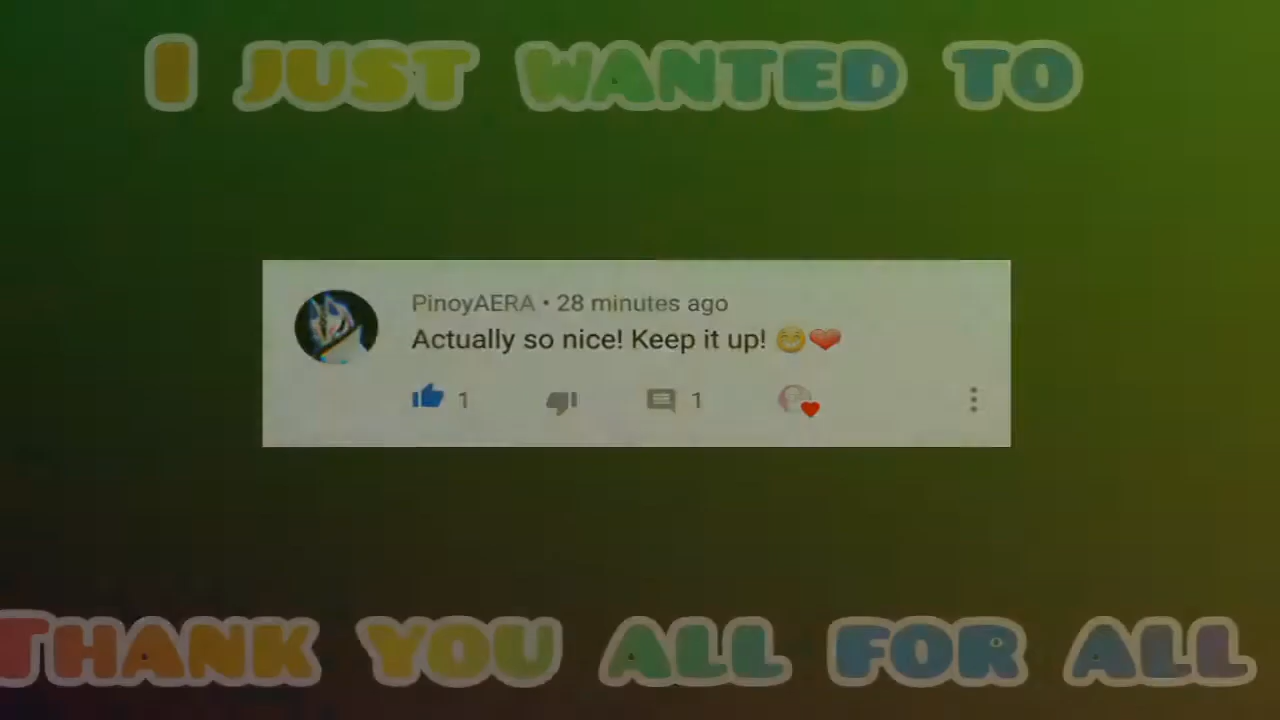 I JUST WANTED TO
PinoyAERA • 28 minutes ago
Actually so nice! Keep it up! 😁❤️
1 1
THANK YOU ALL FOR ALL